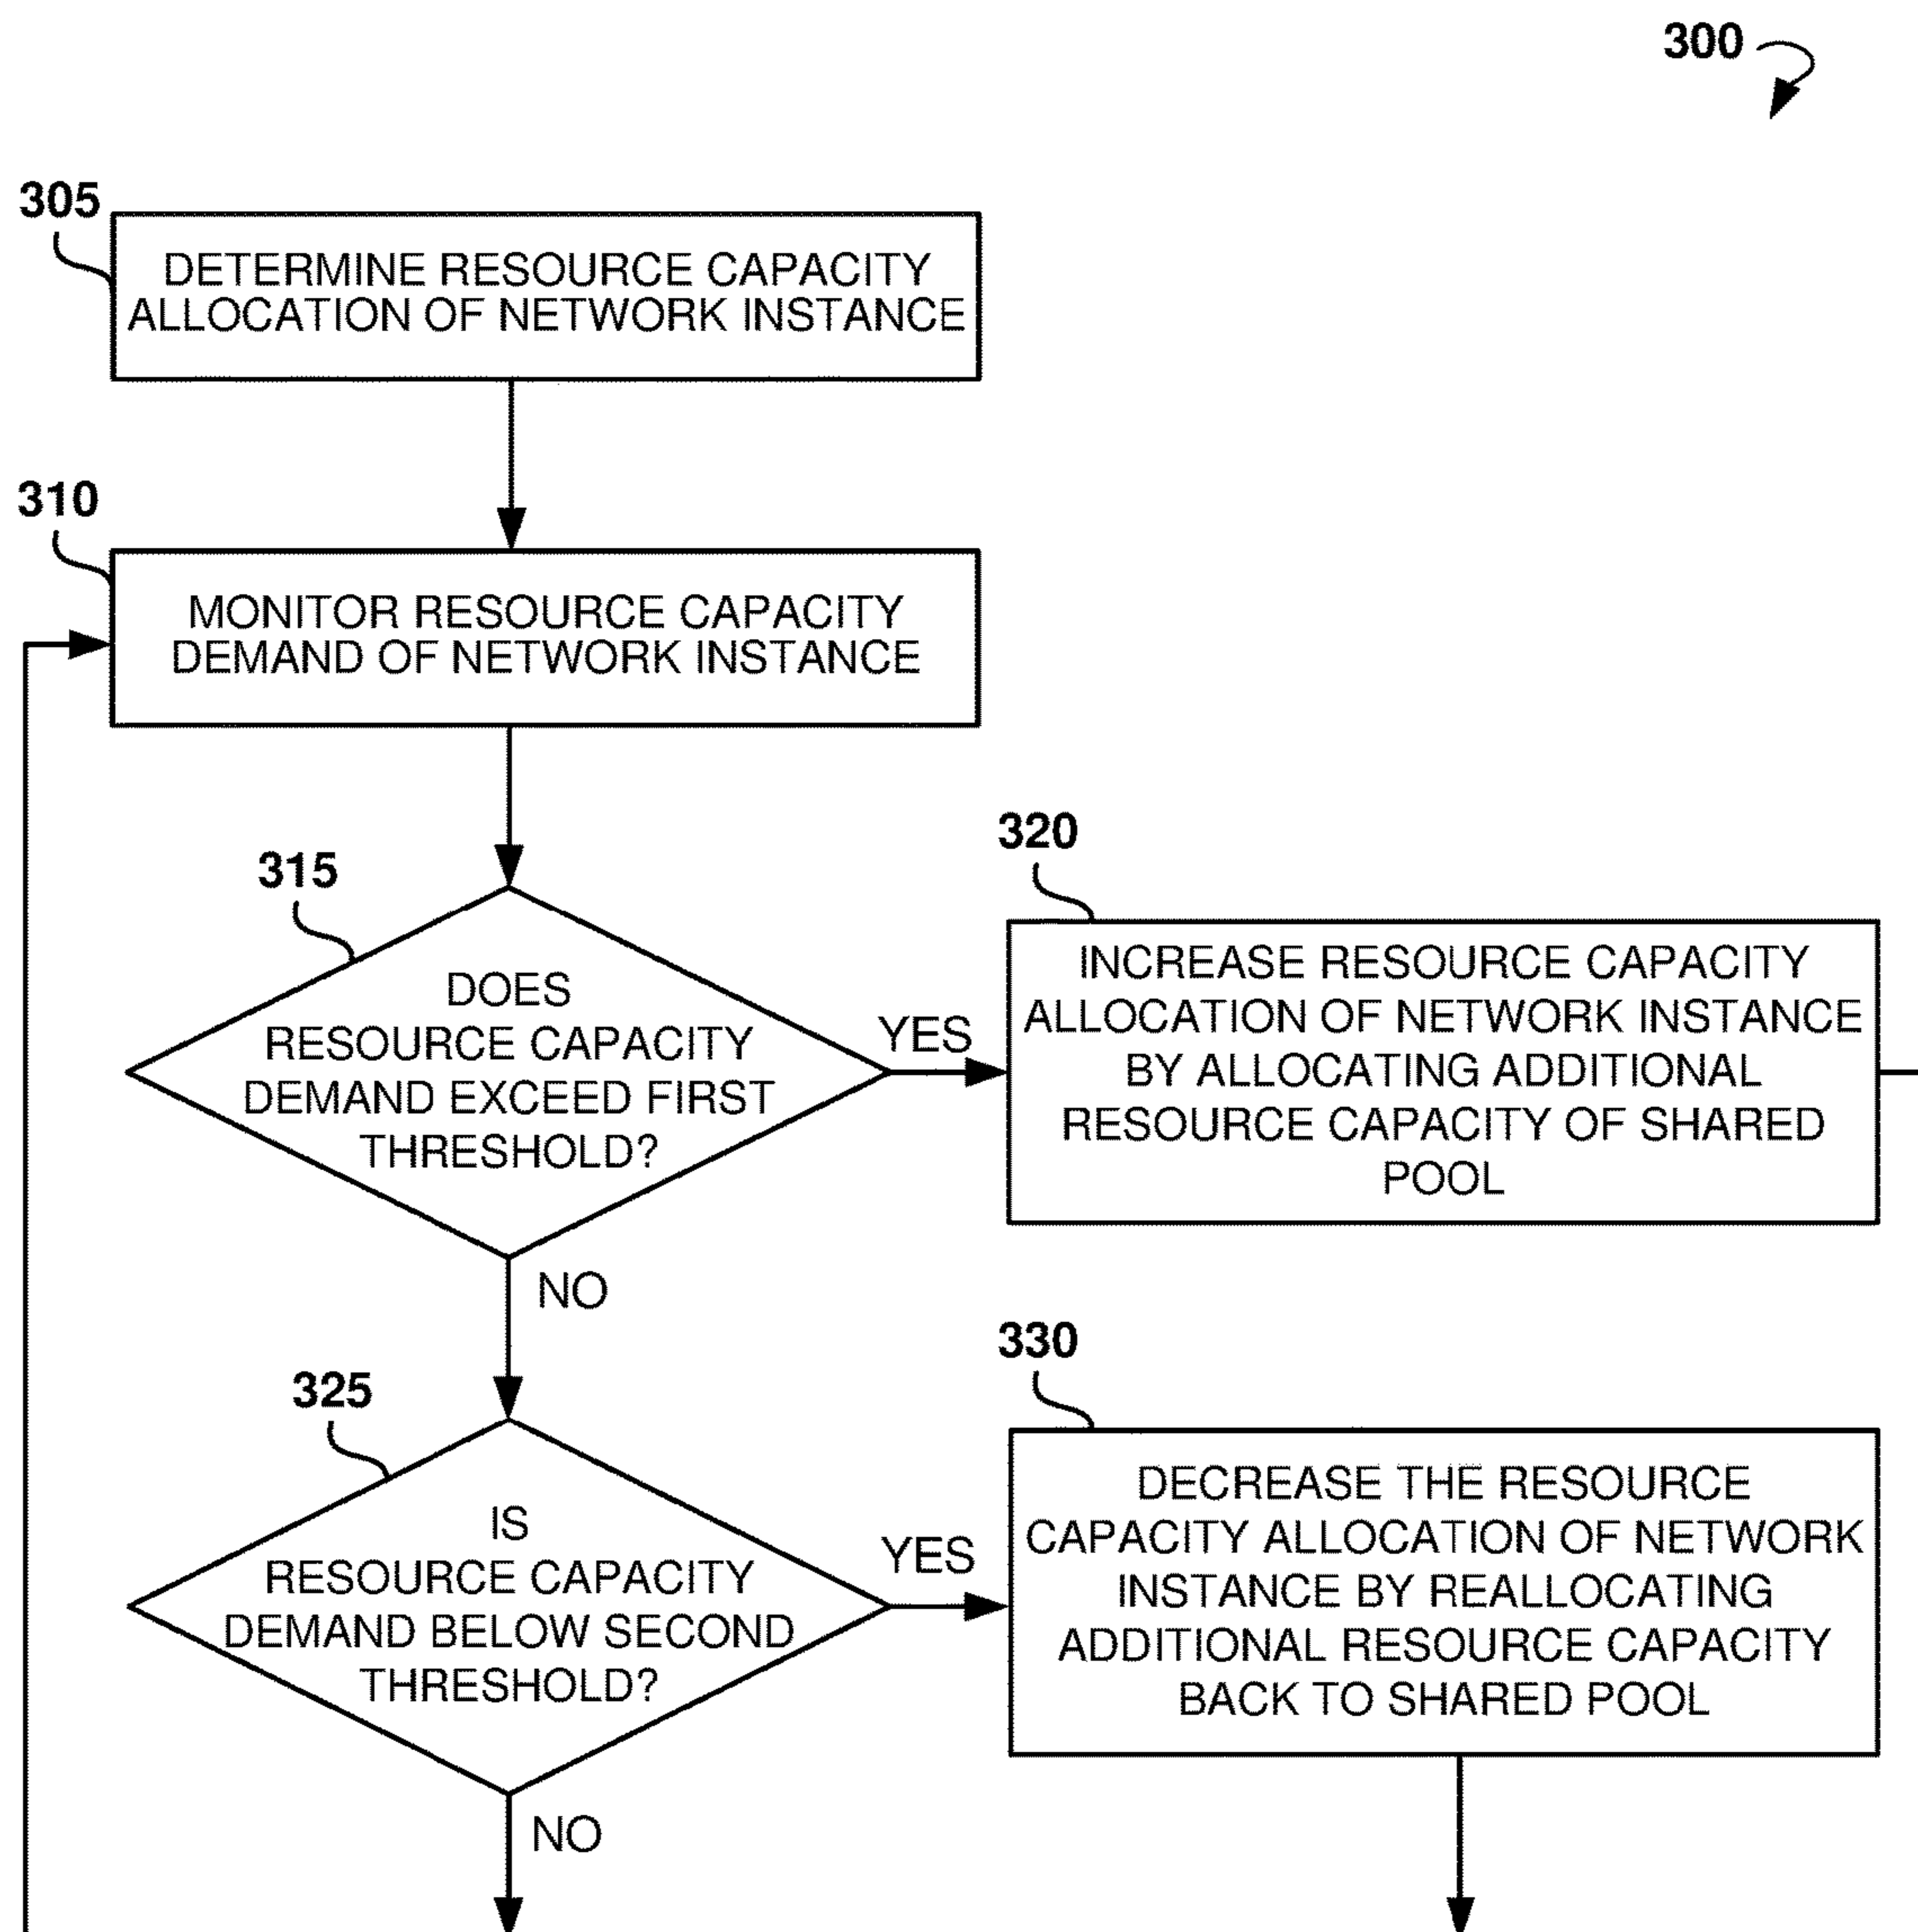 300
305
DETERMINE RESOURCE CAPACITY
ALLOCATION OF NETWORK INSTANCE
310
MONITOR RESOURCE CAPACITY
DEMAND OF NETWORK INSTANCE
315
DOES
RESOURCE CAPACITY
DEMAND EXCEED FIRST
THRESHOLD?
YES
320
INCREASE RESOURCE CAPACITY
ALLOCATION OF NETWORK INSTANCE
BY ALLOCATING ADDITIONAL
RESOURCE CAPACITY OF SHARED
POOL
NO
325
IS
RESOURCE CAPACITY
DEMAND BELOW SECOND
THRESHOLD?
YES
330
DECREASE THE RESOURCE
CAPACITY ALLOCATION OF NETWORK
INSTANCE BY REALLOCATING
ADDITIONAL RESOURCE CAPACITY
BACK TO SHARED POOL
NO